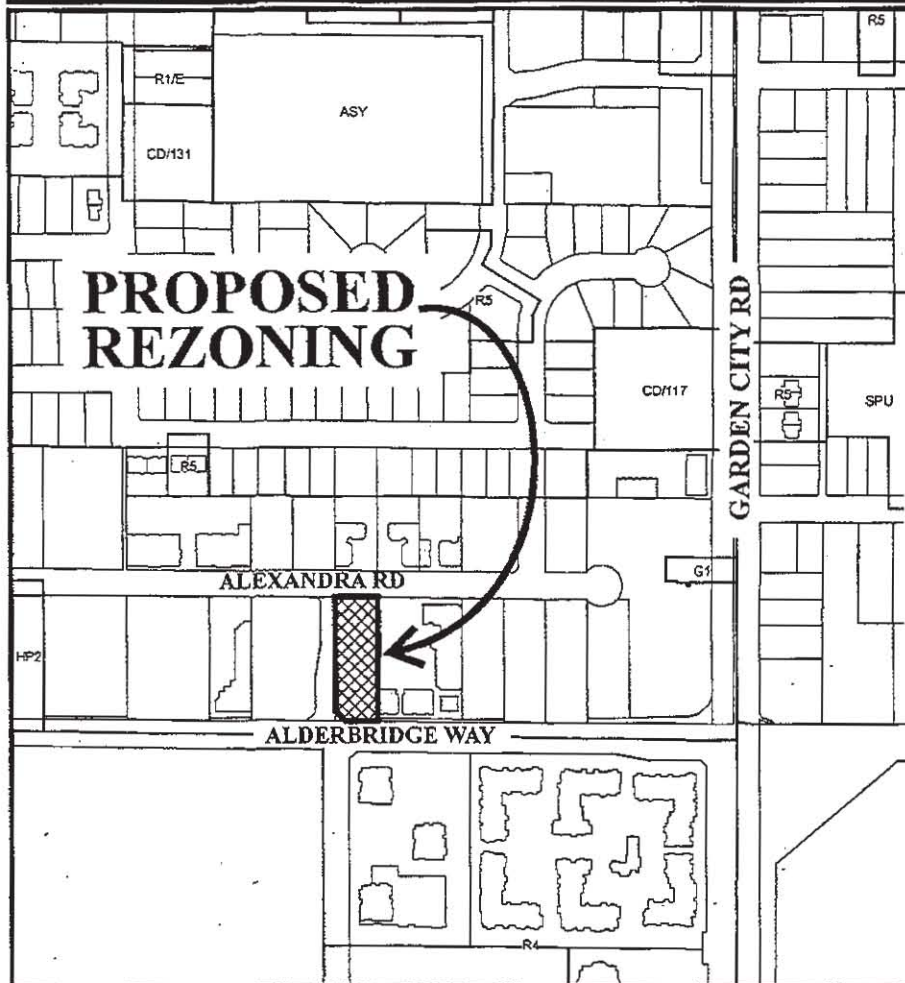 R5
R1/E
ASY
CD/131
PROPOSED
REZONING
R5
GARDEN CITY RD
CD/117
R5
SPU
R5
ALEXANDRA RD
G1
HP2
ALDERBRIDGE WAY
R4